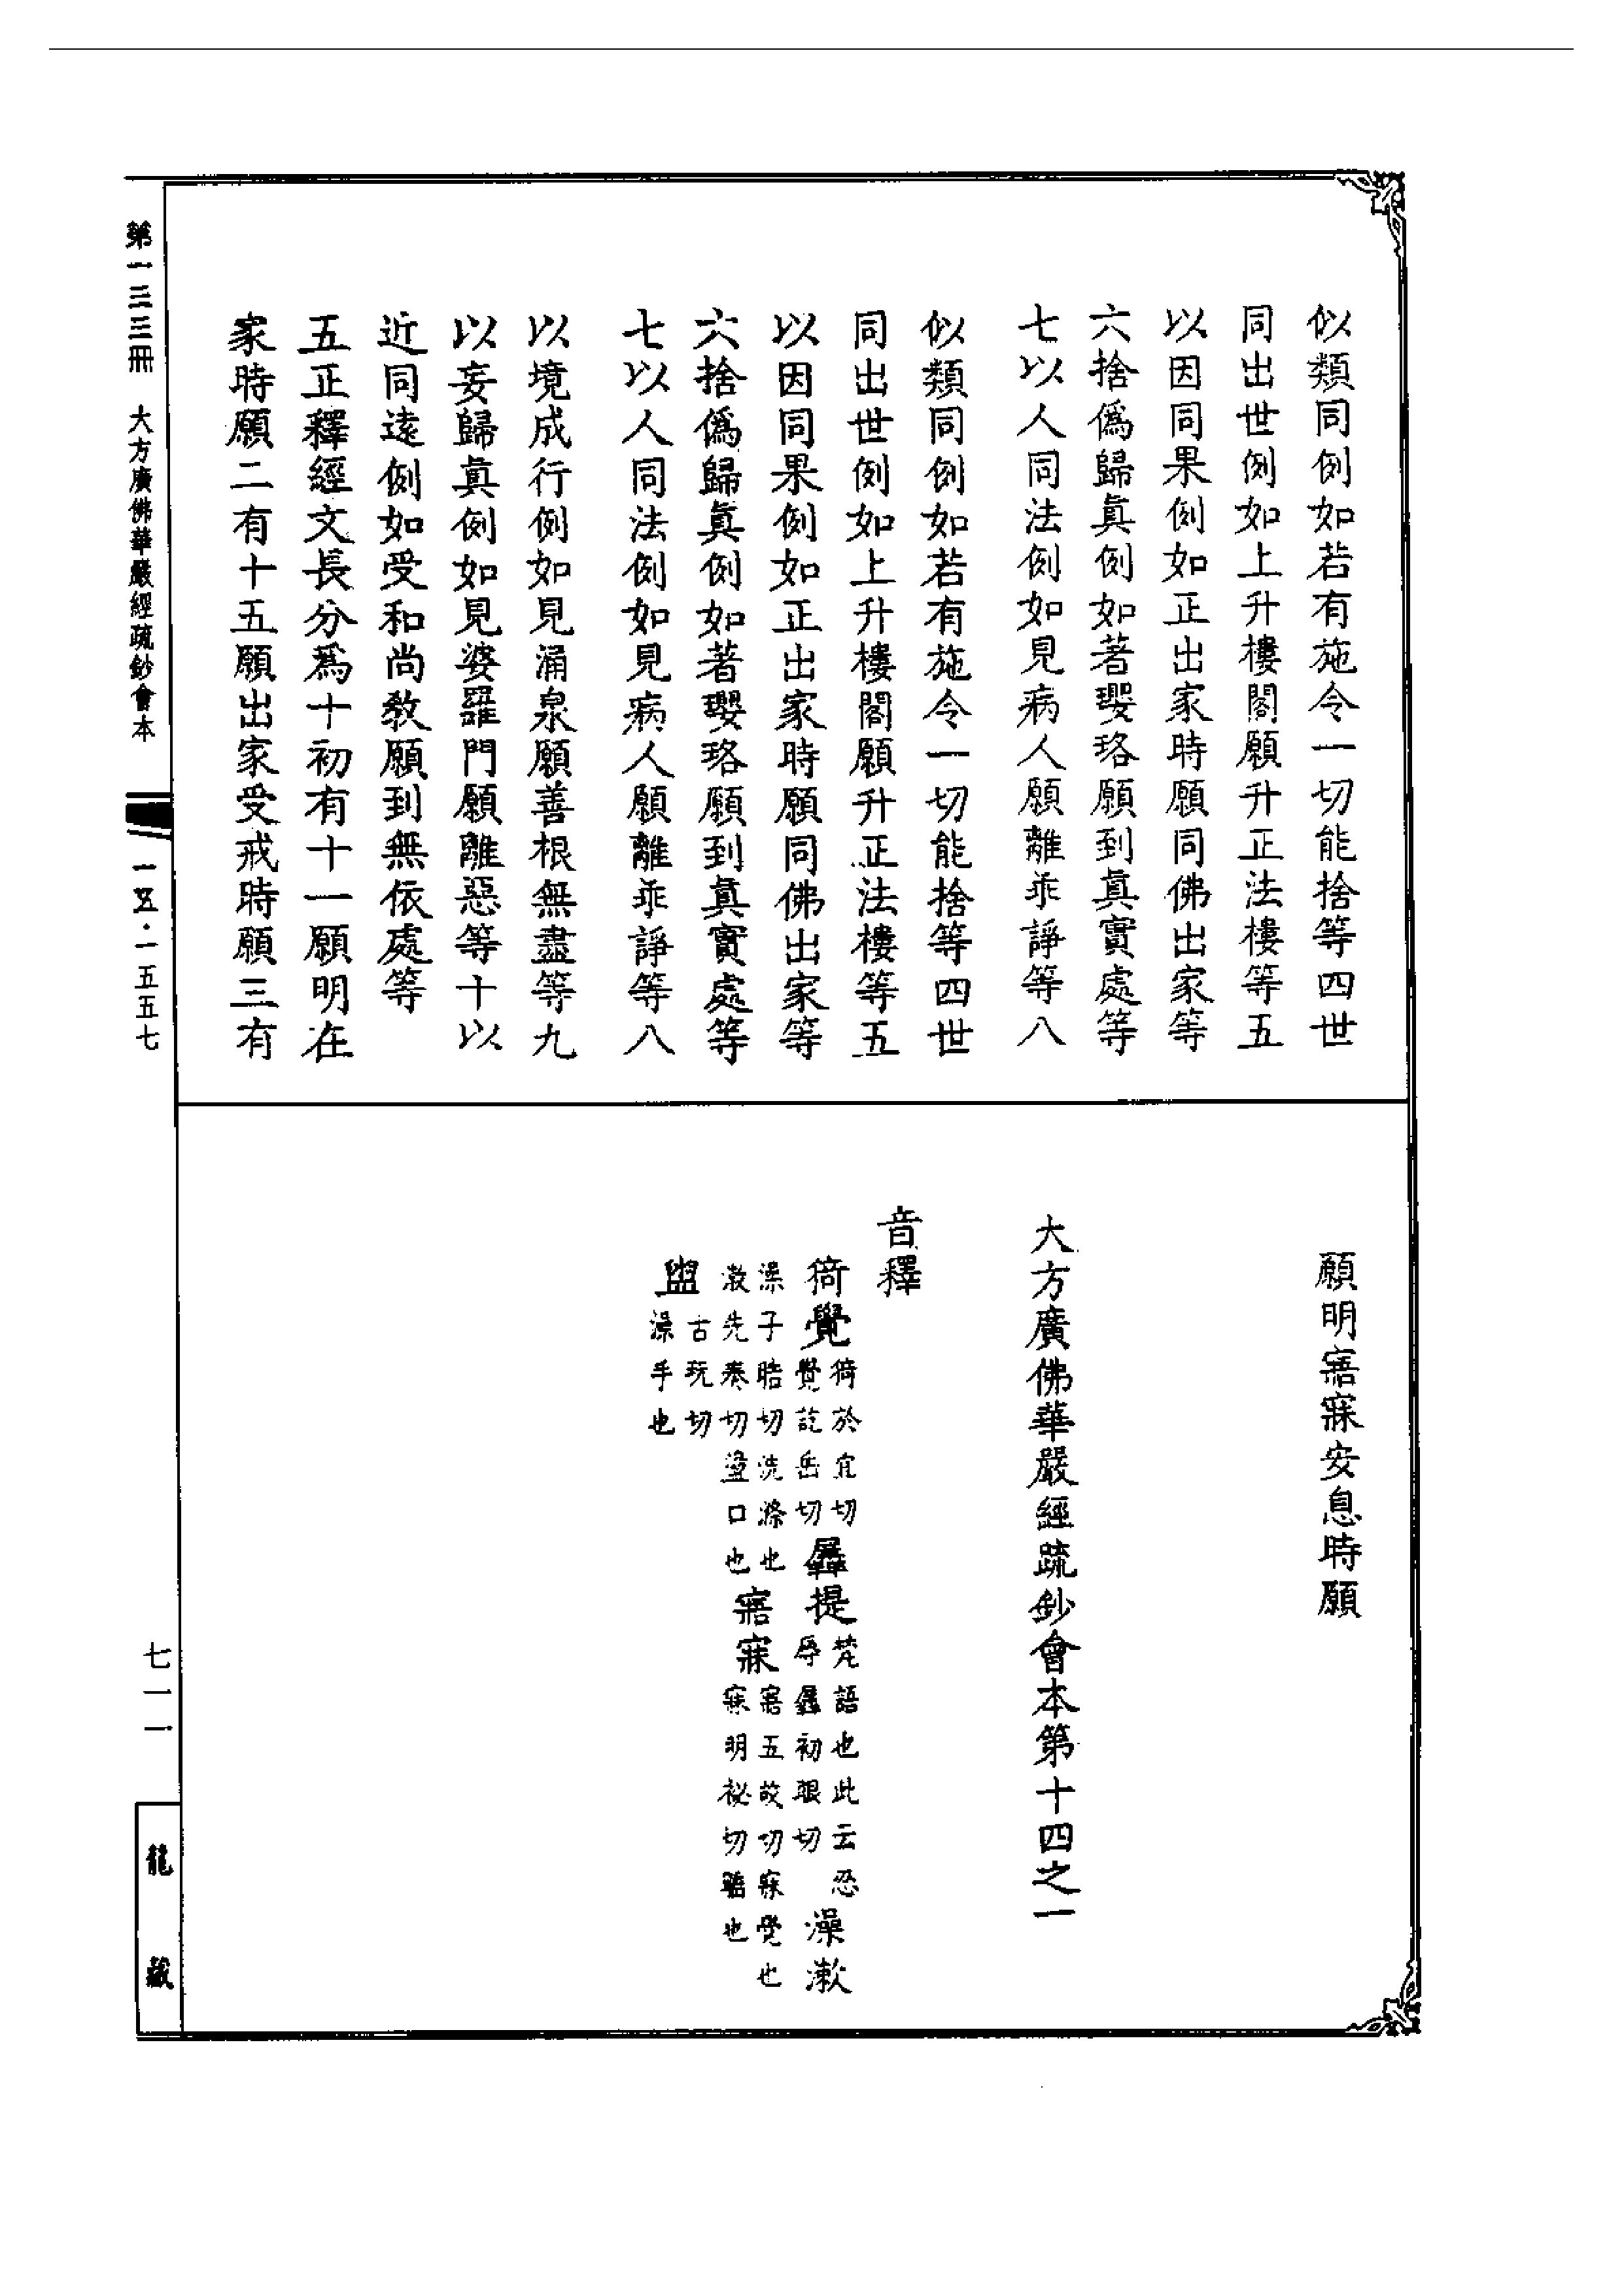 似類同例如若有施令一切能捨等四世
同出世例如上升樓閣願升正法樓等五
以因同果例如正出家時願同佛出家等
六捨偽歸真例如著瓔珞願到真實處等
七以人同法例如見病人願離乖諍等八
似類同例如若有施令一切能捨等四世
同出世例如上升樓閣願升正法樓等五
以因同果例如正出家時願同佛出家等
六捨偽歸真例如著瓔珞願到真實處等
七以人同法例如見病人願離乖諍等八
以境成行例如見涌泉願善根無盡等九
以妄歸真例如見婆羅門願離惡等十以
近同遠例如受和尚教願到無依處等
五正釋經文長分為十初有十一願明在
家時願二有十五願出家受戒時願三有
願明寤寐安息時願
大方廣佛華嚴經疏鈔會本第十四之一
音釋
猗覺 猗於宜切
覺訖岳切
羼提 梵語也此云忍
辱羼初限切
澡漱
澡子皓切洗滌也
漱先奏切盪口也
寤寐 寤五故切寐覺也
寐明祕切寤也
盥 古玩切
澡手也
第一三三冊 大方廣佛華嚴經疏鈔會本
一五五七
七一一
龍藏